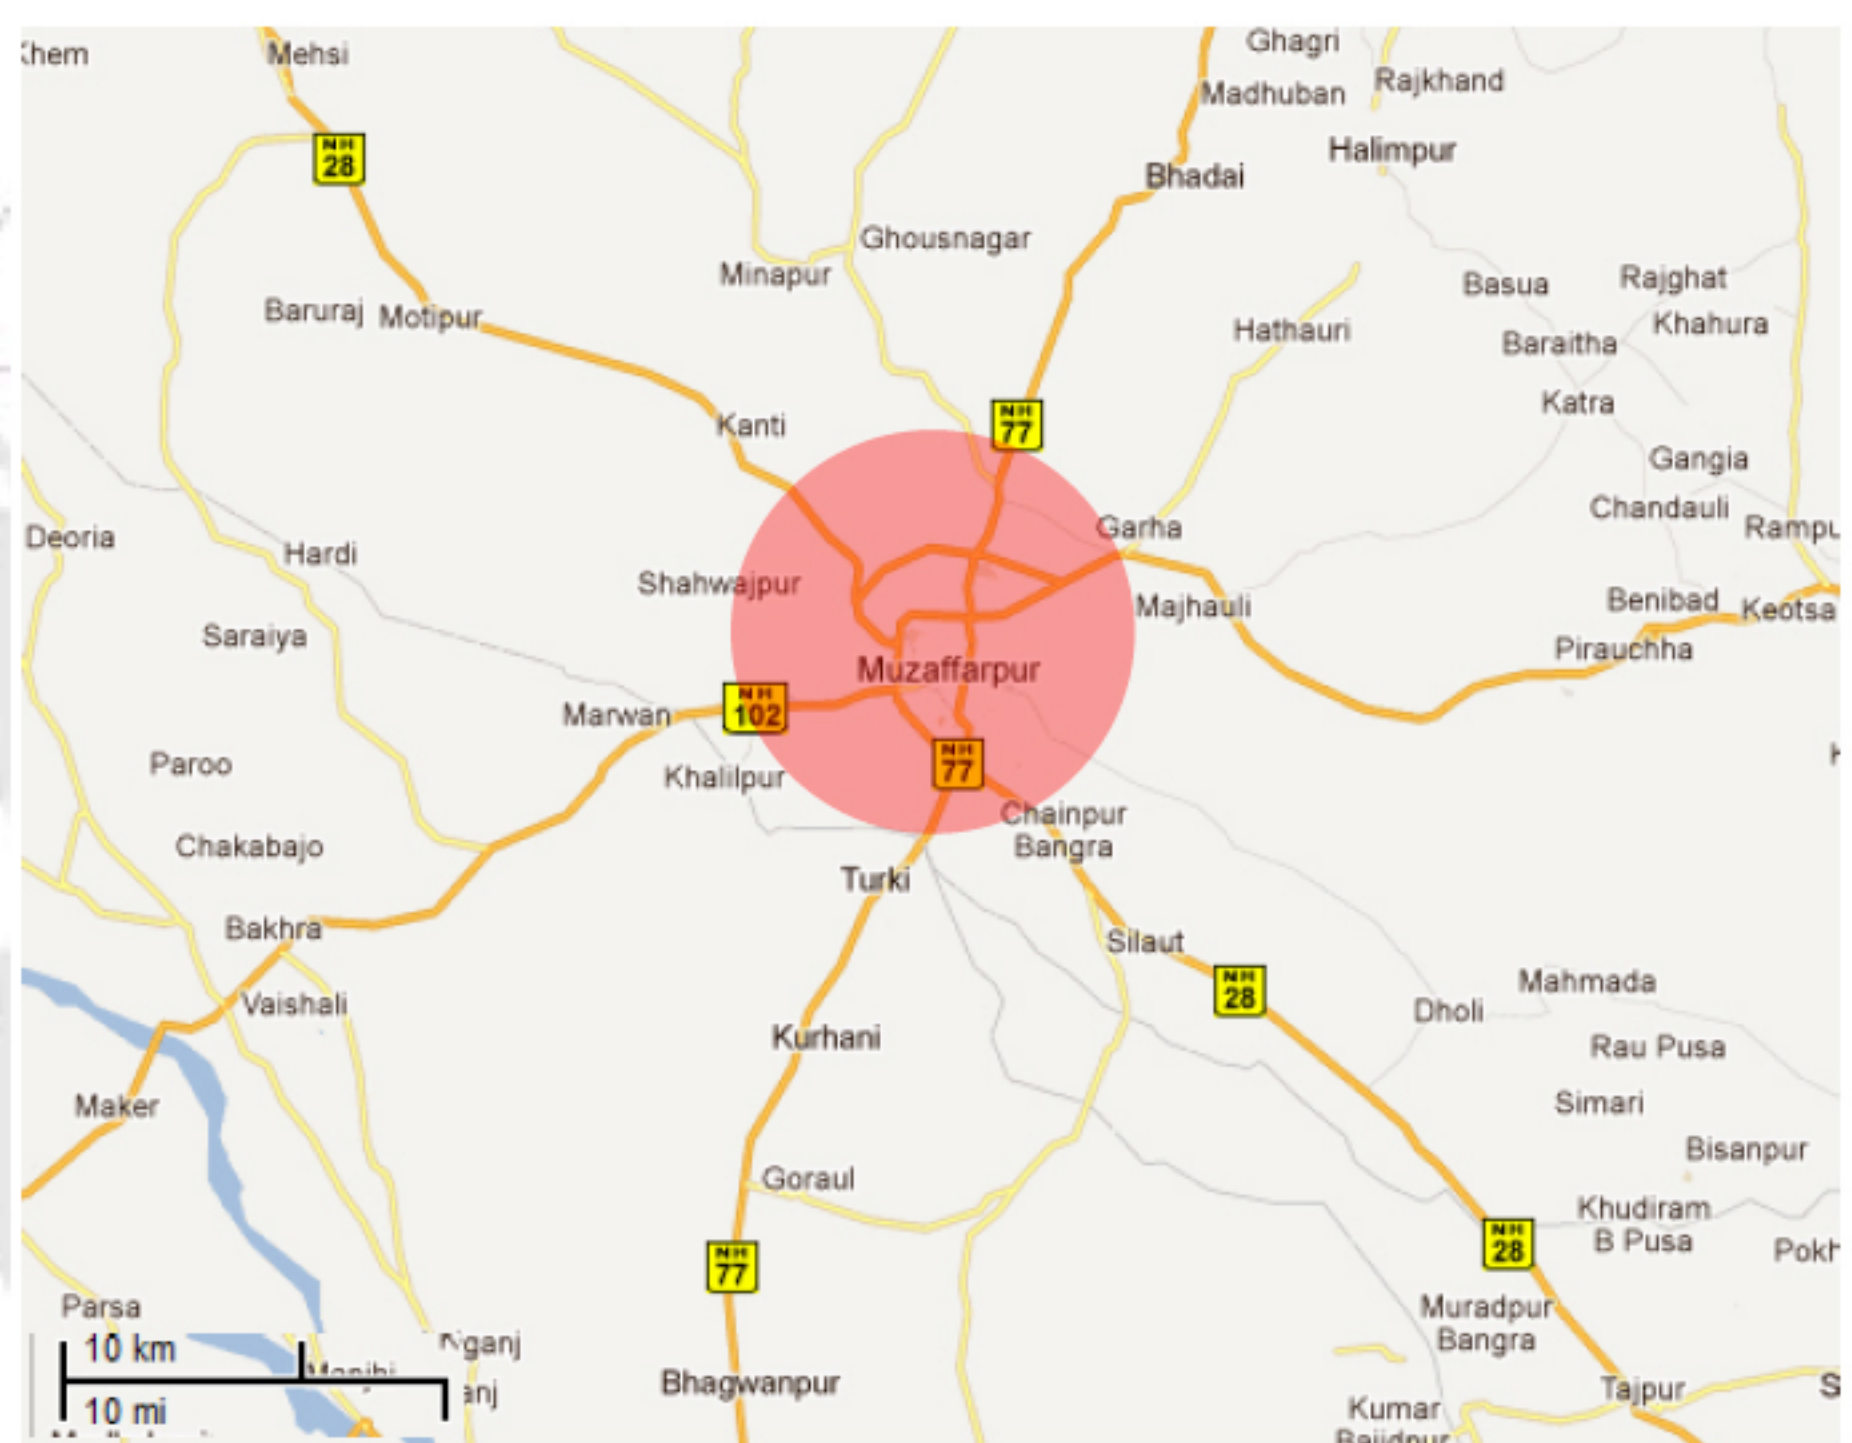 Mehsi
Ghagri
Rajkhand
Madhuban
NH
28
Halimpur
Bhadai
Ghousnagar
Minapur
Basua
Rajghat
Baruraj
Motipur
Hathauri
Khahura
Baraitha
Katra
NH
77
Kanti
Gangia
Chandauli
Garha
Deoria
Hardi
Shahwajpur
Majhauli
Benibad
Keotsa
Saraiya
Pirauchha
Muzaffarpur
NH
102
Marwan
Paroo
NH
77
Khalilpur
Chainpur
Bangra
Chakabajo
Turki
Bakhra
Silaut
NH
28
Mahmada
Vaishali
Dholi
Kurhani
Rau Pusa
Maker
Simari
Bisanpur
Goraul
Khudiram
B Pusa
NH
28
NH
77
Parsa
Muradpur
Bangra
10 km
10 mi
Bhagwanpur
Tajpur
Kumar